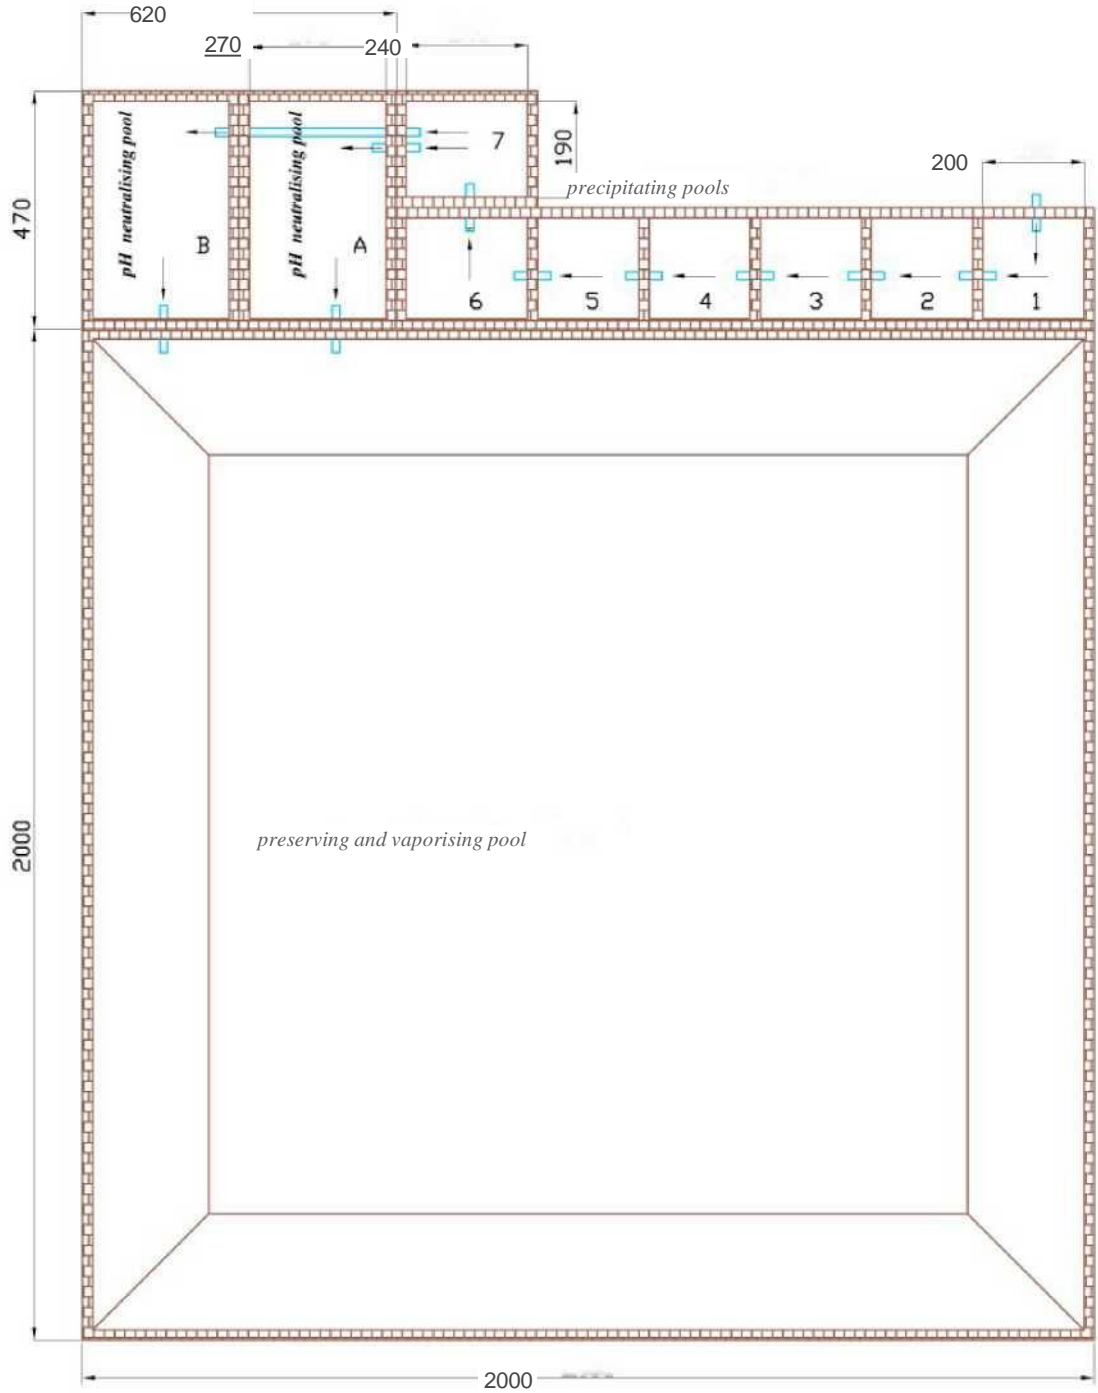 620
270
240
pH neutralising pool
pH neutralising pool
7
190
200
precipitating pools
470
B
A
6
5
4
3
2
1
2000
preserving and vaporising pool
2000